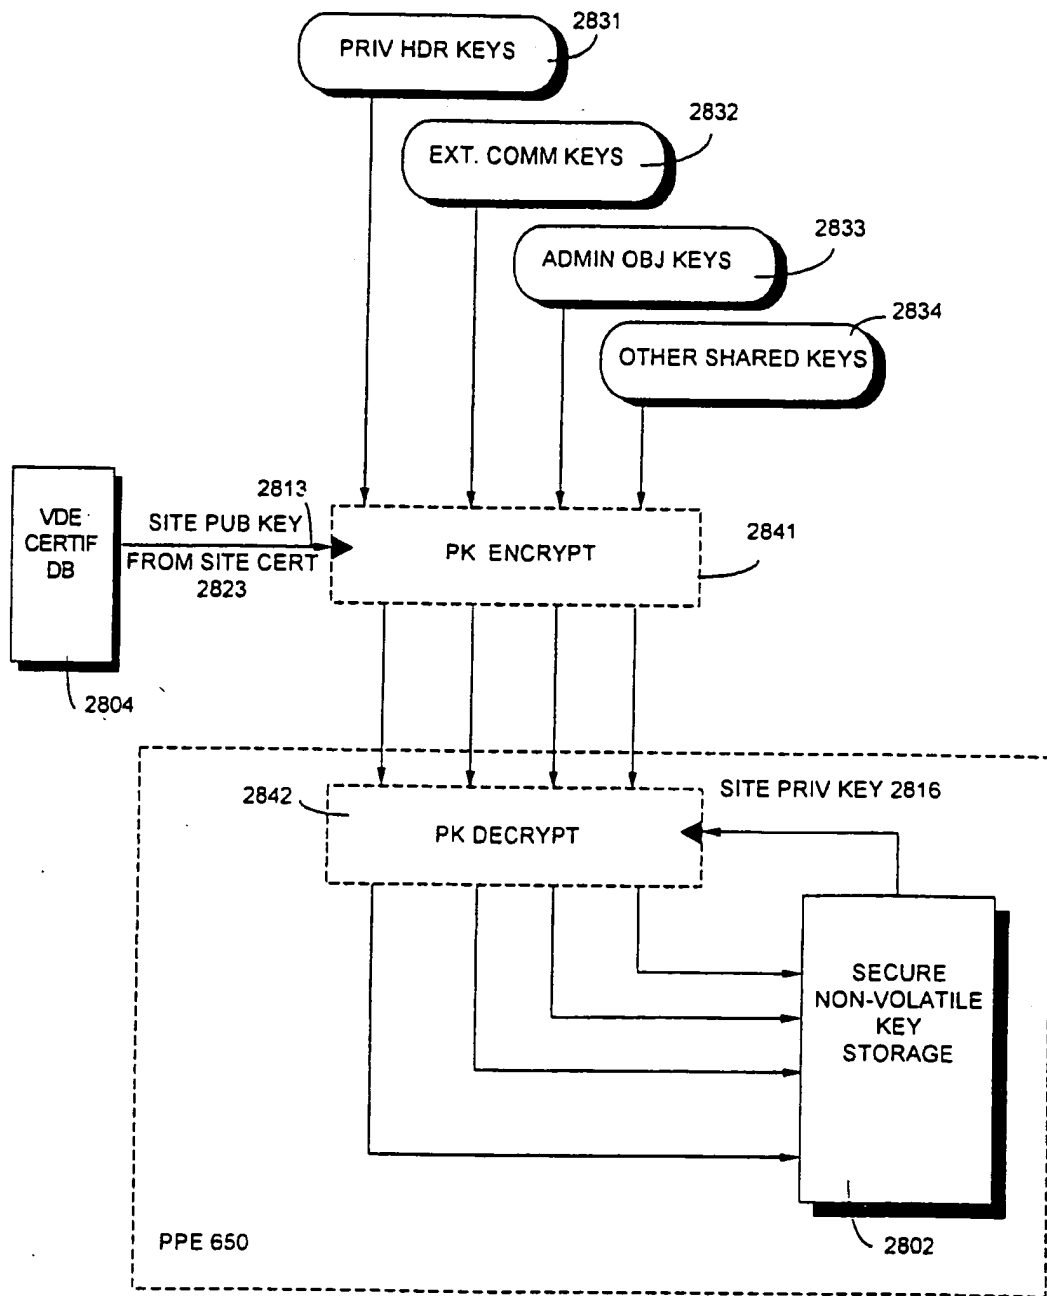 2831
PRIV HDR KEYS
2832
EXT. COMM KEYS
2833
ADMIN OBJ KEYS
2834
OTHER SHARED KEYS
VDE
CERTIF
DB
2813
SITE PUB KEY
FROM SITE CERT
2823
PK ENCRYPT
2841
2804
2842
SITE PRIV KEY 2816
PK DECRYPT
SECURE
NON-VOLATILE
KEY
STORAGE
PPE 650
2802